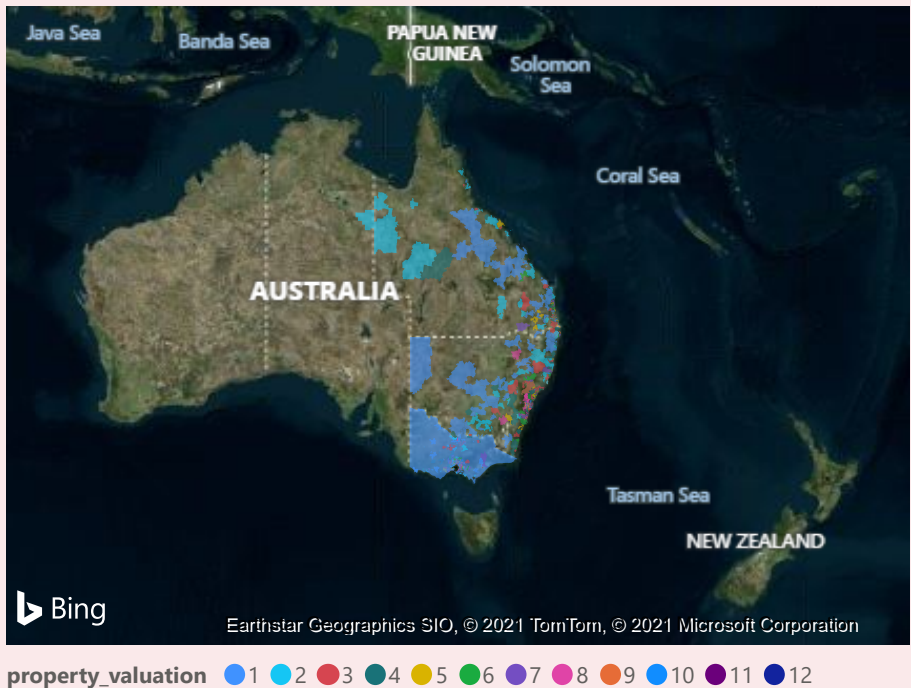 Java Sea
Banda Sea
PAPUA NEW
GUINEA
Solomon
Sea
Coral Sea
AUSTRALIA
Tasman Sea
NEW ZEALAND
Bing
Earthstar Geographics SIO, © 2021 TomTom, © 2021 Microsoft Corporation
property_valuation 1 2 3 4 5 6 7 8 9 10 11 12